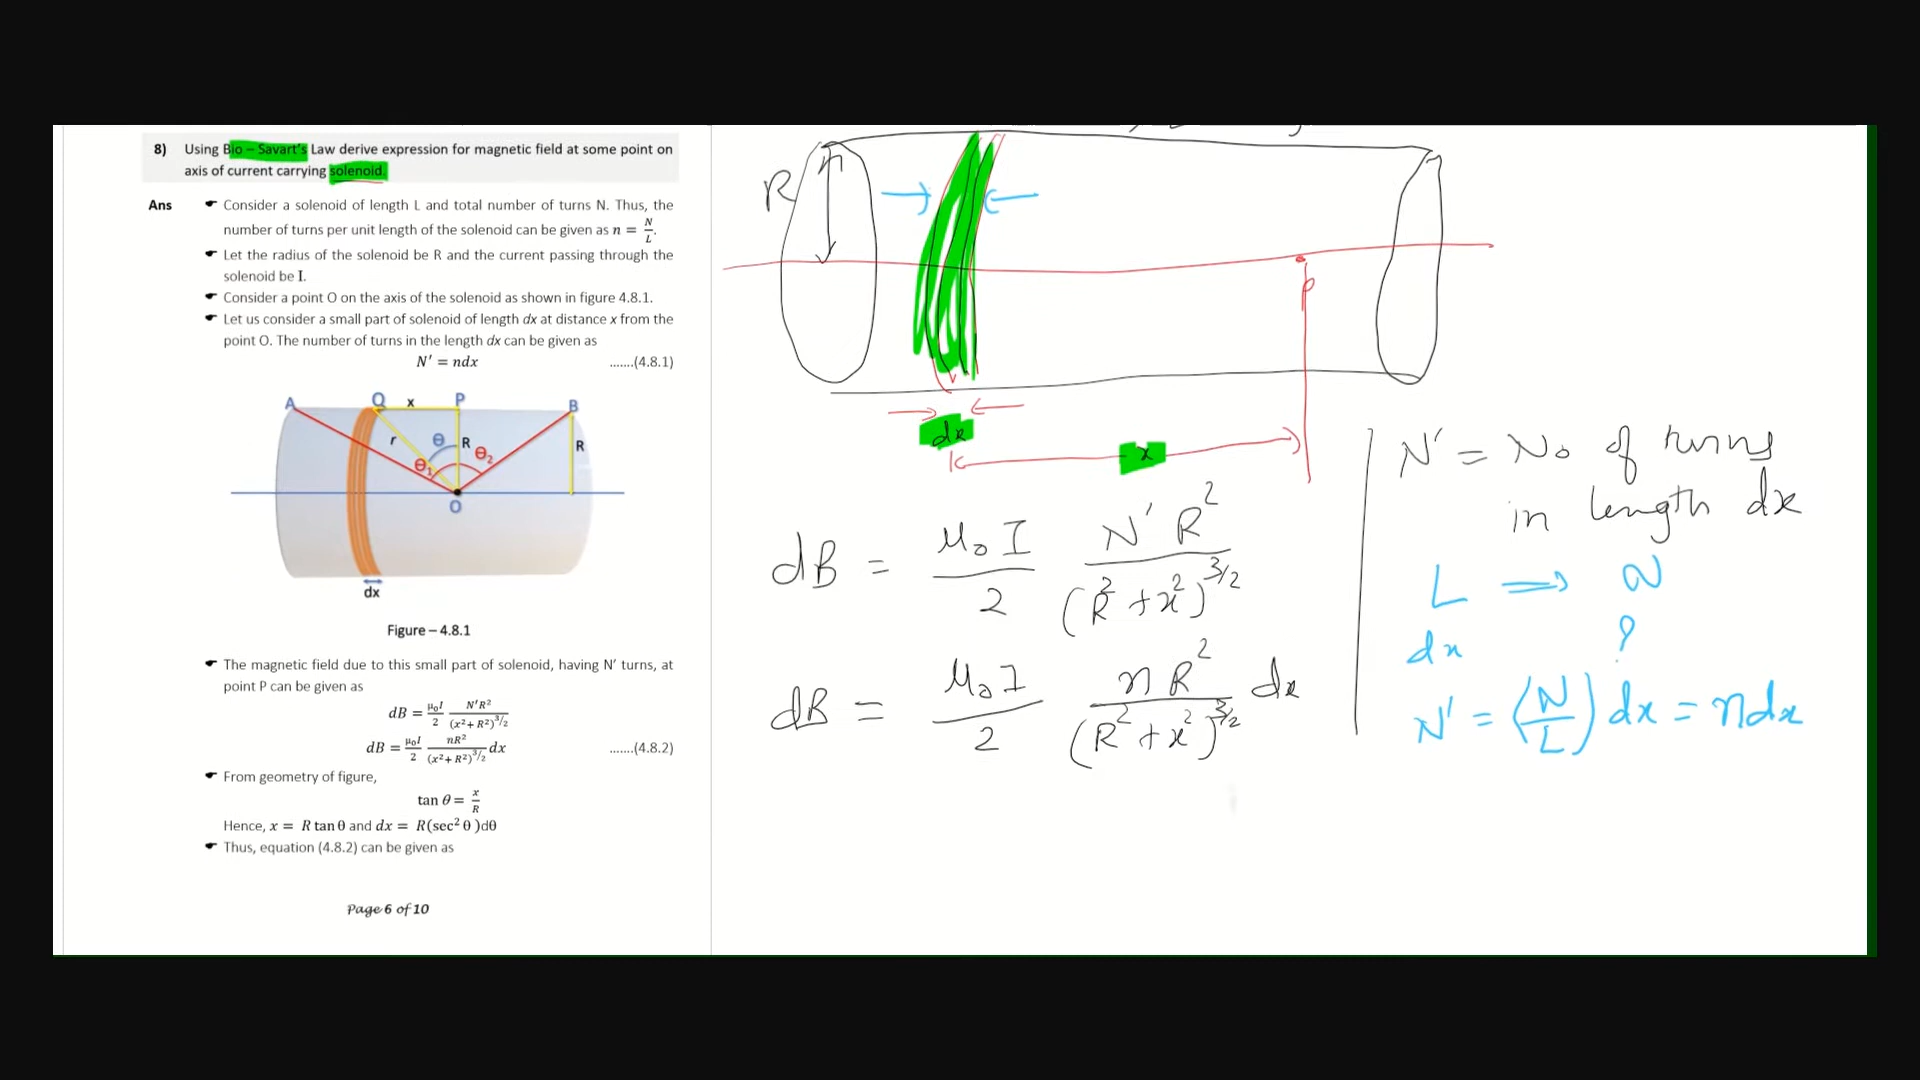 8) Using Bio – Savart's Law derive expression for magnetic field at some point on
axis of current carrying solenoid.
Ans
Consider a solenoid of length L and total number of turns N. Thus, the
number of turns per unit length of the solenoid can be given as n = N/L.
Let the radius of the solenoid be R and the current passing through the
solenoid be I.
Consider a point O on the axis of the solenoid as shown in figure 4.8.1.
Let us consider a small part of solenoid of length dx at distance x from the
point O. The number of turns in the length dx can be given as
N′ = ndx .......(4.8.1)
A Q x P B
r θ R R
θ₁ θ₂
O
dx
Figure – 4.8.1
The magnetic field due to this small part of solenoid, having N′ turns, at
point P can be given as
dB = μ₀I/2 N′R²/(x² + R²)^3/2
dB = μ₀I/2 nR²/(x² + R²)^3/2 dx .......(4.8.2)
From geometry of figure,
tan θ = x/R
Hence, x = R tan θ and dx = R(sec² θ )dθ
Thus, equation (4.8.2) can be given as
Page 6 of 10
R
P
dx
x
dB = μ₀I/2 N′R²/(R² + x²)^3/2
dB = μ₀I/2 nR²/(R² + x²)^3/2 dx
N′ = No of turns
in length dx
L ⇒ N
dx ?
N′ = (N/L) dx = ndx